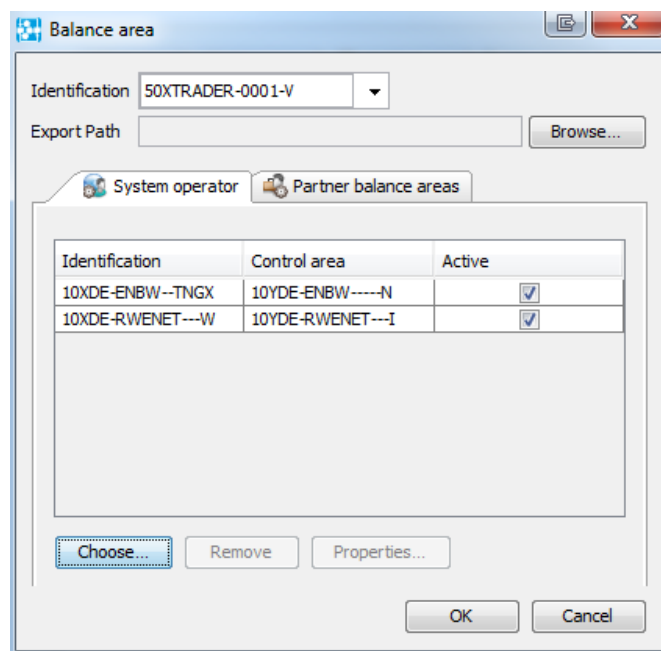 Balance area
Identification 50XTRADER-0001-V
Export Path Browse...
System operator Partner balance areas
Identification Control area Active
10XDE-ENBW--TNGX 10YDE-ENBW-----N
10XDE-RWENET---W 10YDE-RWENET---I
Choose... Remove Properties...
OK Cancel